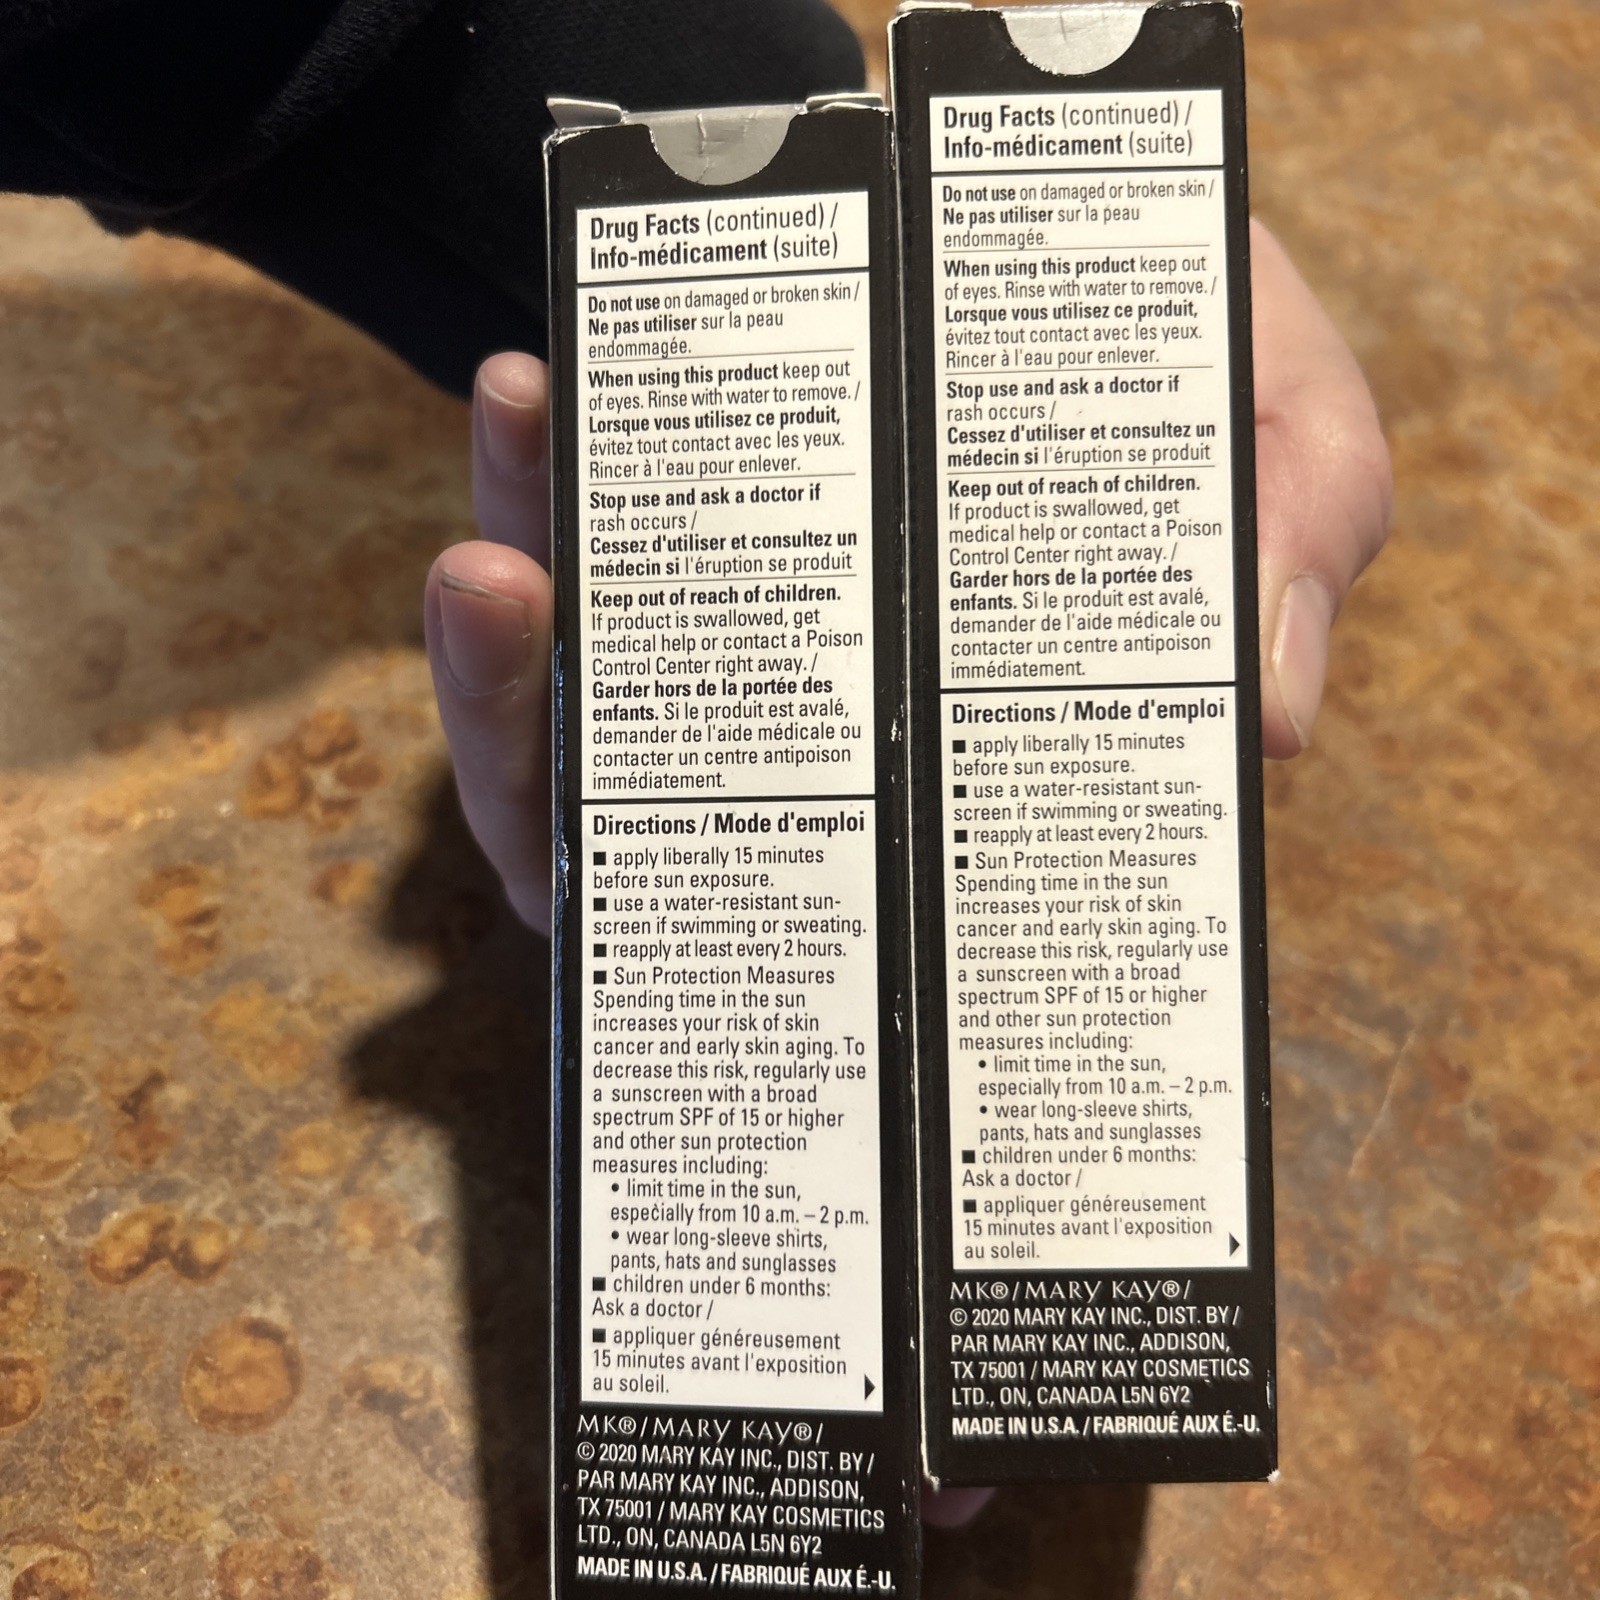 Drug Facts (continued) /
Info-médicament (suite)
Do not use on damaged or broken skin /
Ne pas utiliser sur la peau
endommagée.
When using this product keep out
of eyes. Rinse with water to remove. /
Lorsque vous utilisez ce produit,
évitez tout contact avec les yeux.
Rincer à l'eau pour enlever.
Stop use and ask a doctor if
rash occurs /
Cessez d'utiliser et consultez un
médecin si l'éruption se produit
Keep out of reach of children.
If product is swallowed, get
medical help or contact a Poison
Control Center right away. /
Garder hors de la portée des
enfants. Si le produit est avalé,
demander de l'aide médicale ou
contacter un centre antipoison
immédiatement.
Directions / Mode d'emploi
■ apply liberally 15 minutes
before sun exposure.
■ use a water-resistant sun-
screen if swimming or sweating.
■ reapply at least every 2 hours.
■ Sun Protection Measures
Spending time in the sun
increases your risk of skin
cancer and early skin aging. To
decrease this risk, regularly use
a sunscreen with a broad
spectrum SPF of 15 or higher
and other sun protection
measures including:
• limit time in the sun,
especially from 10 a.m. – 2 p.m.
• wear long-sleeve shirts,
pants, hats and sunglasses
■ children under 6 months:
Ask a doctor /
■ appliquer généreusement
15 minutes avant l'exposition
au soleil.
MK®/MARY KAY®/
© 2020 MARY KAY INC., DIST. BY /
PAR MARY KAY INC., ADDISON,
TX 75001 / MARY KAY COSMETICS
LTD., ON, CANADA L5N 6Y2
MADE IN U.S.A. / FABRIQUÉ AUX É.-U.
Drug Facts (continued) /
Info-médicament (suite)
Do not use on damaged or broken skin /
Ne pas utiliser sur la peau
endommagée.
When using this product keep out
of eyes. Rinse with water to remove. /
Lorsque vous utilisez ce produit,
évitez tout contact avec les yeux.
Rincer à l'eau pour enlever.
Stop use and ask a doctor if
rash occurs /
Cessez d'utiliser et consultez un
médecin si l'éruption se produit
Keep out of reach of children.
If product is swallowed, get
medical help or contact a Poison
Control Center right away. /
Garder hors de la portée des
enfants. Si le produit est avalé,
demander de l'aide médicale ou
contacter un centre antipoison
immédiatement.
Directions / Mode d'emploi
■ apply liberally 15 minutes
before sun exposure.
■ use a water-resistant sun-
screen if swimming or sweating.
■ reapply at least every 2 hours.
■ Sun Protection Measures
Spending time in the sun
increases your risk of skin
cancer and early skin aging. To
decrease this risk, regularly use
a sunscreen with a broad
spectrum SPF of 15 or higher
and other sun protection
measures including:
• limit time in the sun,
especially from 10 a.m. – 2 p.m.
• wear long-sleeve shirts,
pants, hats and sunglasses
■ children under 6 months:
Ask a doctor /
■ appliquer généreusement
15 minutes avant l'exposition
au soleil.
MK®/MARY KAY®/
© 2020 MARY KAY INC., DIST. BY /
PAR MARY KAY INC., ADDISON,
TX 75001 / MARY KAY COSMETICS
LTD., ON, CANADA L5N 6Y2
MADE IN U.S.A. / FABRIQUÉ AUX É.-U.